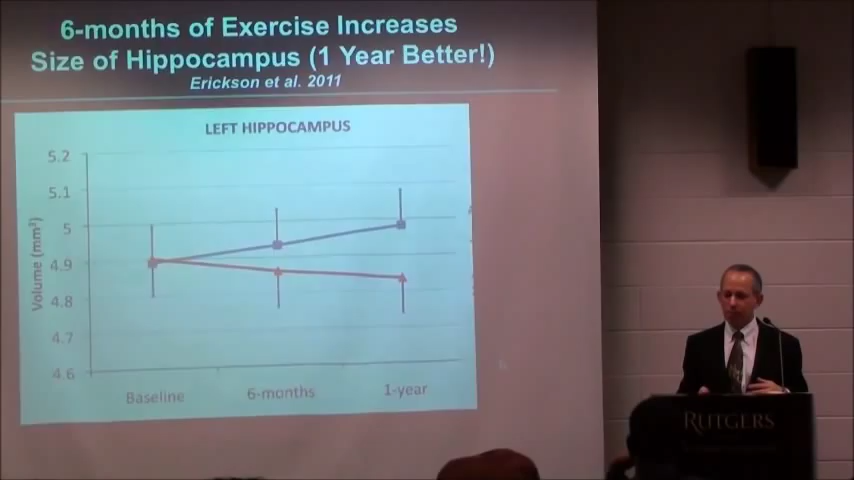 6-months of Exercise Increases
Size of Hippocampus (1 Year Better!)
Erickson et al. 2011
LEFT HIPPOCAMPUS
5.2
5.1
5
4.9
4.8
4.7
4.6
Volume (mm³)
Baseline 6-months 1-year
RUTGERS